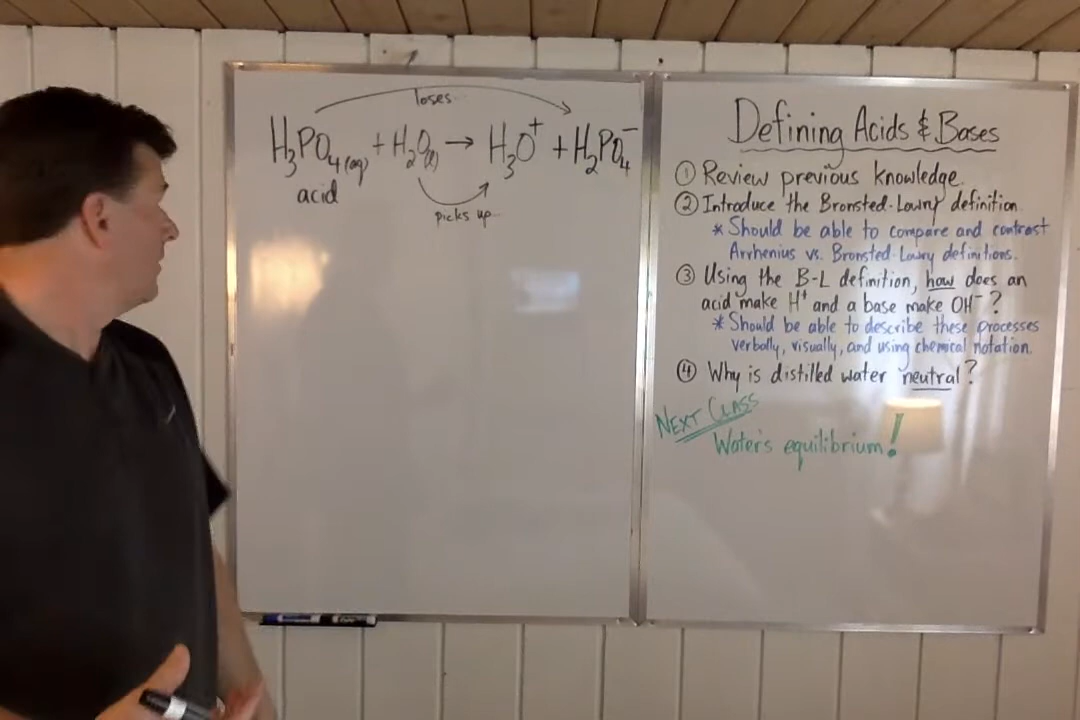 loses
H₃PO₄(aq) + H₂O(l) → H₃O⁺ + H₂PO₄⁻
acid
picks up
Defining Acids & Bases
① Review previous knowledge.
② Introduce the Bronsted-Lowry definition
* Should be able to compare and contrast
Arrhenius vs. Bronsted-Lowry definitions.
③ Using the B-L definition, how does an
acid make H⁺ and a base make OH⁻?
* Should be able to describe these processes
verbally, visually, and using chemical notation.
④ Why is distilled water neutral?
NEXT CLASS
Water's equilibrium!